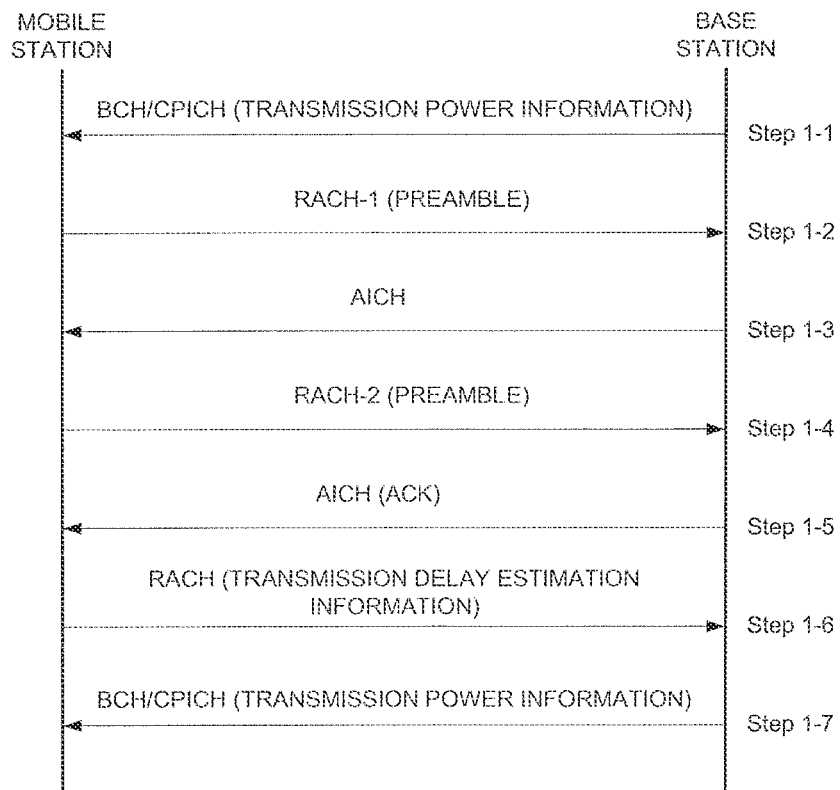 MOBILE
STATION
BASE
STATION
BCH/CPICH (TRANSMISSION POWER INFORMATION)
Step 1-1
RACH-1 (PREAMBLE)
Step 1-2
AICH
Step 1-3
RACH-2 (PREAMBLE)
Step 1-4
AICH (ACK)
Step 1-5
RACH (TRANSMISSION DELAY ESTIMATION
INFORMATION)
Step 1-6
BCH/CPICH (TRANSMISSION POWER INFORMATION)
Step 1-7